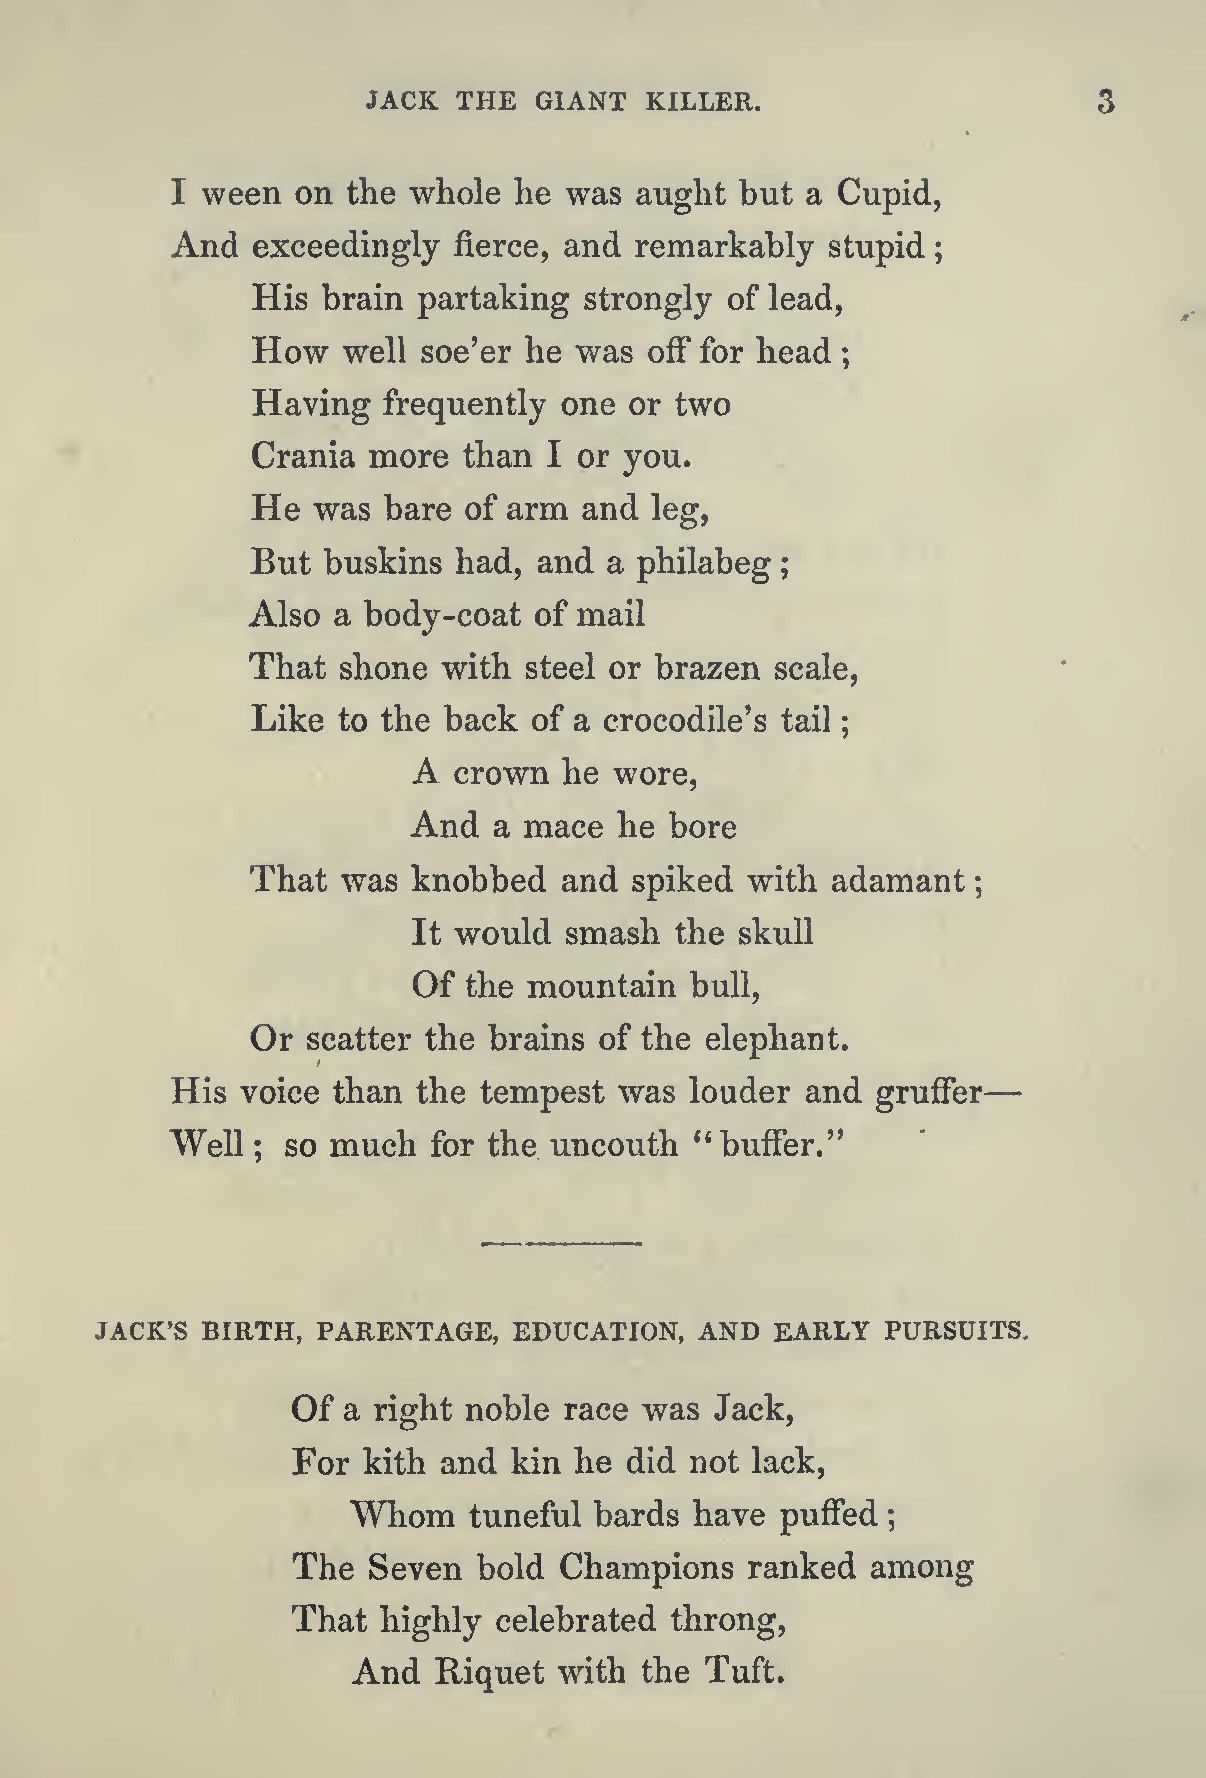 JACK THE GIANT KILLER. 3
I ween on the whole he was aught but a Cupid,
And exceedingly fierce, and remarkably stupid ;
His brain partaking strongly of lead,
How well soe'er he was off for head ;
Having frequently one or two
Crania more than I or you.
He was bare of arm and leg,
But buskins had, and a philabeg ;
Also a body-coat of mail
That shone with steel or brazen scale,
Like to the back of a crocodile's tail ;
A crown he wore,
And a mace he bore
That was knobbed and spiked with adamant ;
It would smash the skull
Of the mountain bull,
Or scatter the brains of the elephant.
His voice than the tempest was louder and gruffer—
Well ; so much for the uncouth “buffer.”
JACK'S BIRTH, PARENTAGE, EDUCATION, AND EARLY PURSUITS.
Of a right noble race was Jack,
For kith and kin he did not lack,
Whom tuneful bards have puffed ;
The Seven bold Champions ranked among
That highly celebrated throng,
And Riquet with the Tuft.